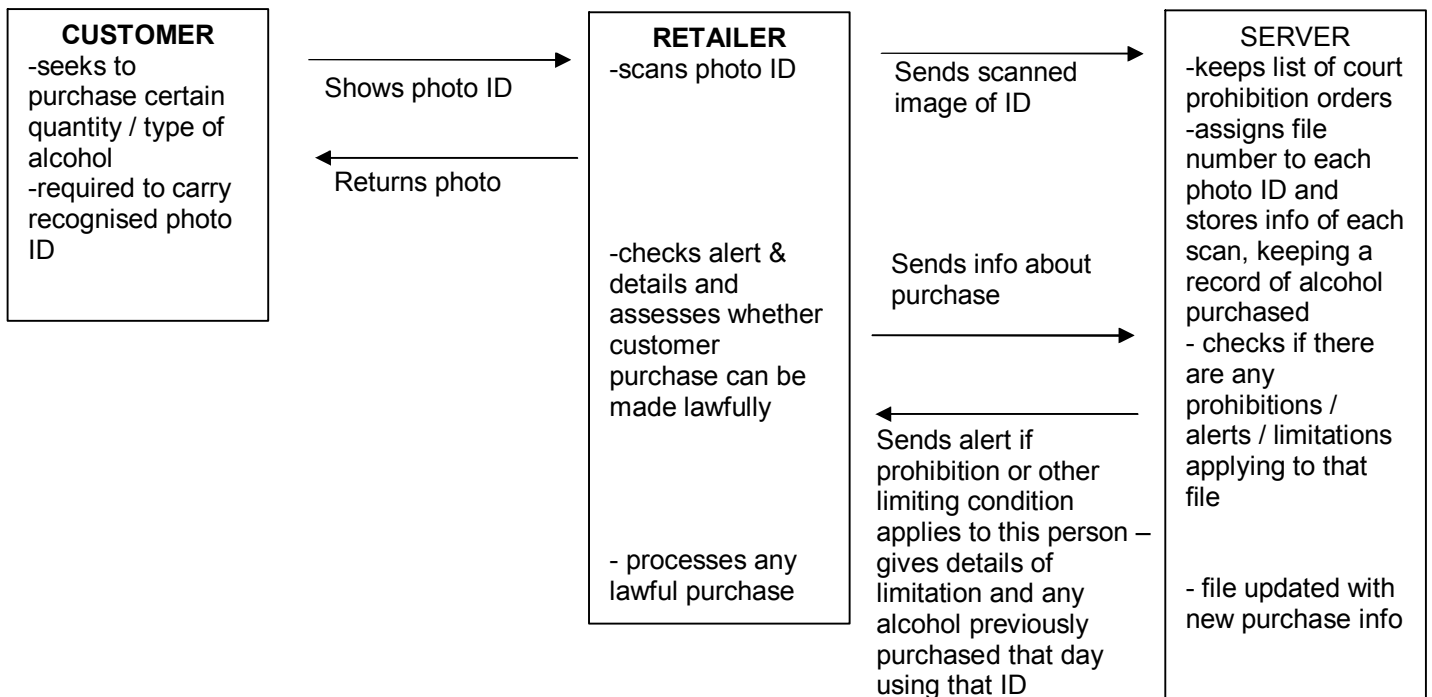 CUSTOMER
-seeks to
purchase certain
quantity / type of
alcohol
-required to carry
recognised photo
ID
Shows photo ID
Returns photo
RETAILER
-scans photo ID
-checks alert &
details and
assesses whether
customer
purchase can be
made lawfully
- processes any
lawful purchase
Sends scanned
image of ID
Sends info about
purchase
Sends alert if
prohibition or other
limiting condition
applies to this person –
gives details of
limitation and any
alcohol previously
purchased that day
using that ID
SERVER
-keeps list of court
prohibition orders
-assigns file
number to each
photo ID and
stores info of each
scan, keeping a
record of alcohol
purchased
- checks if there
are any
prohibitions /
alerts / limitations
applying to that
file
- file updated with
new purchase info